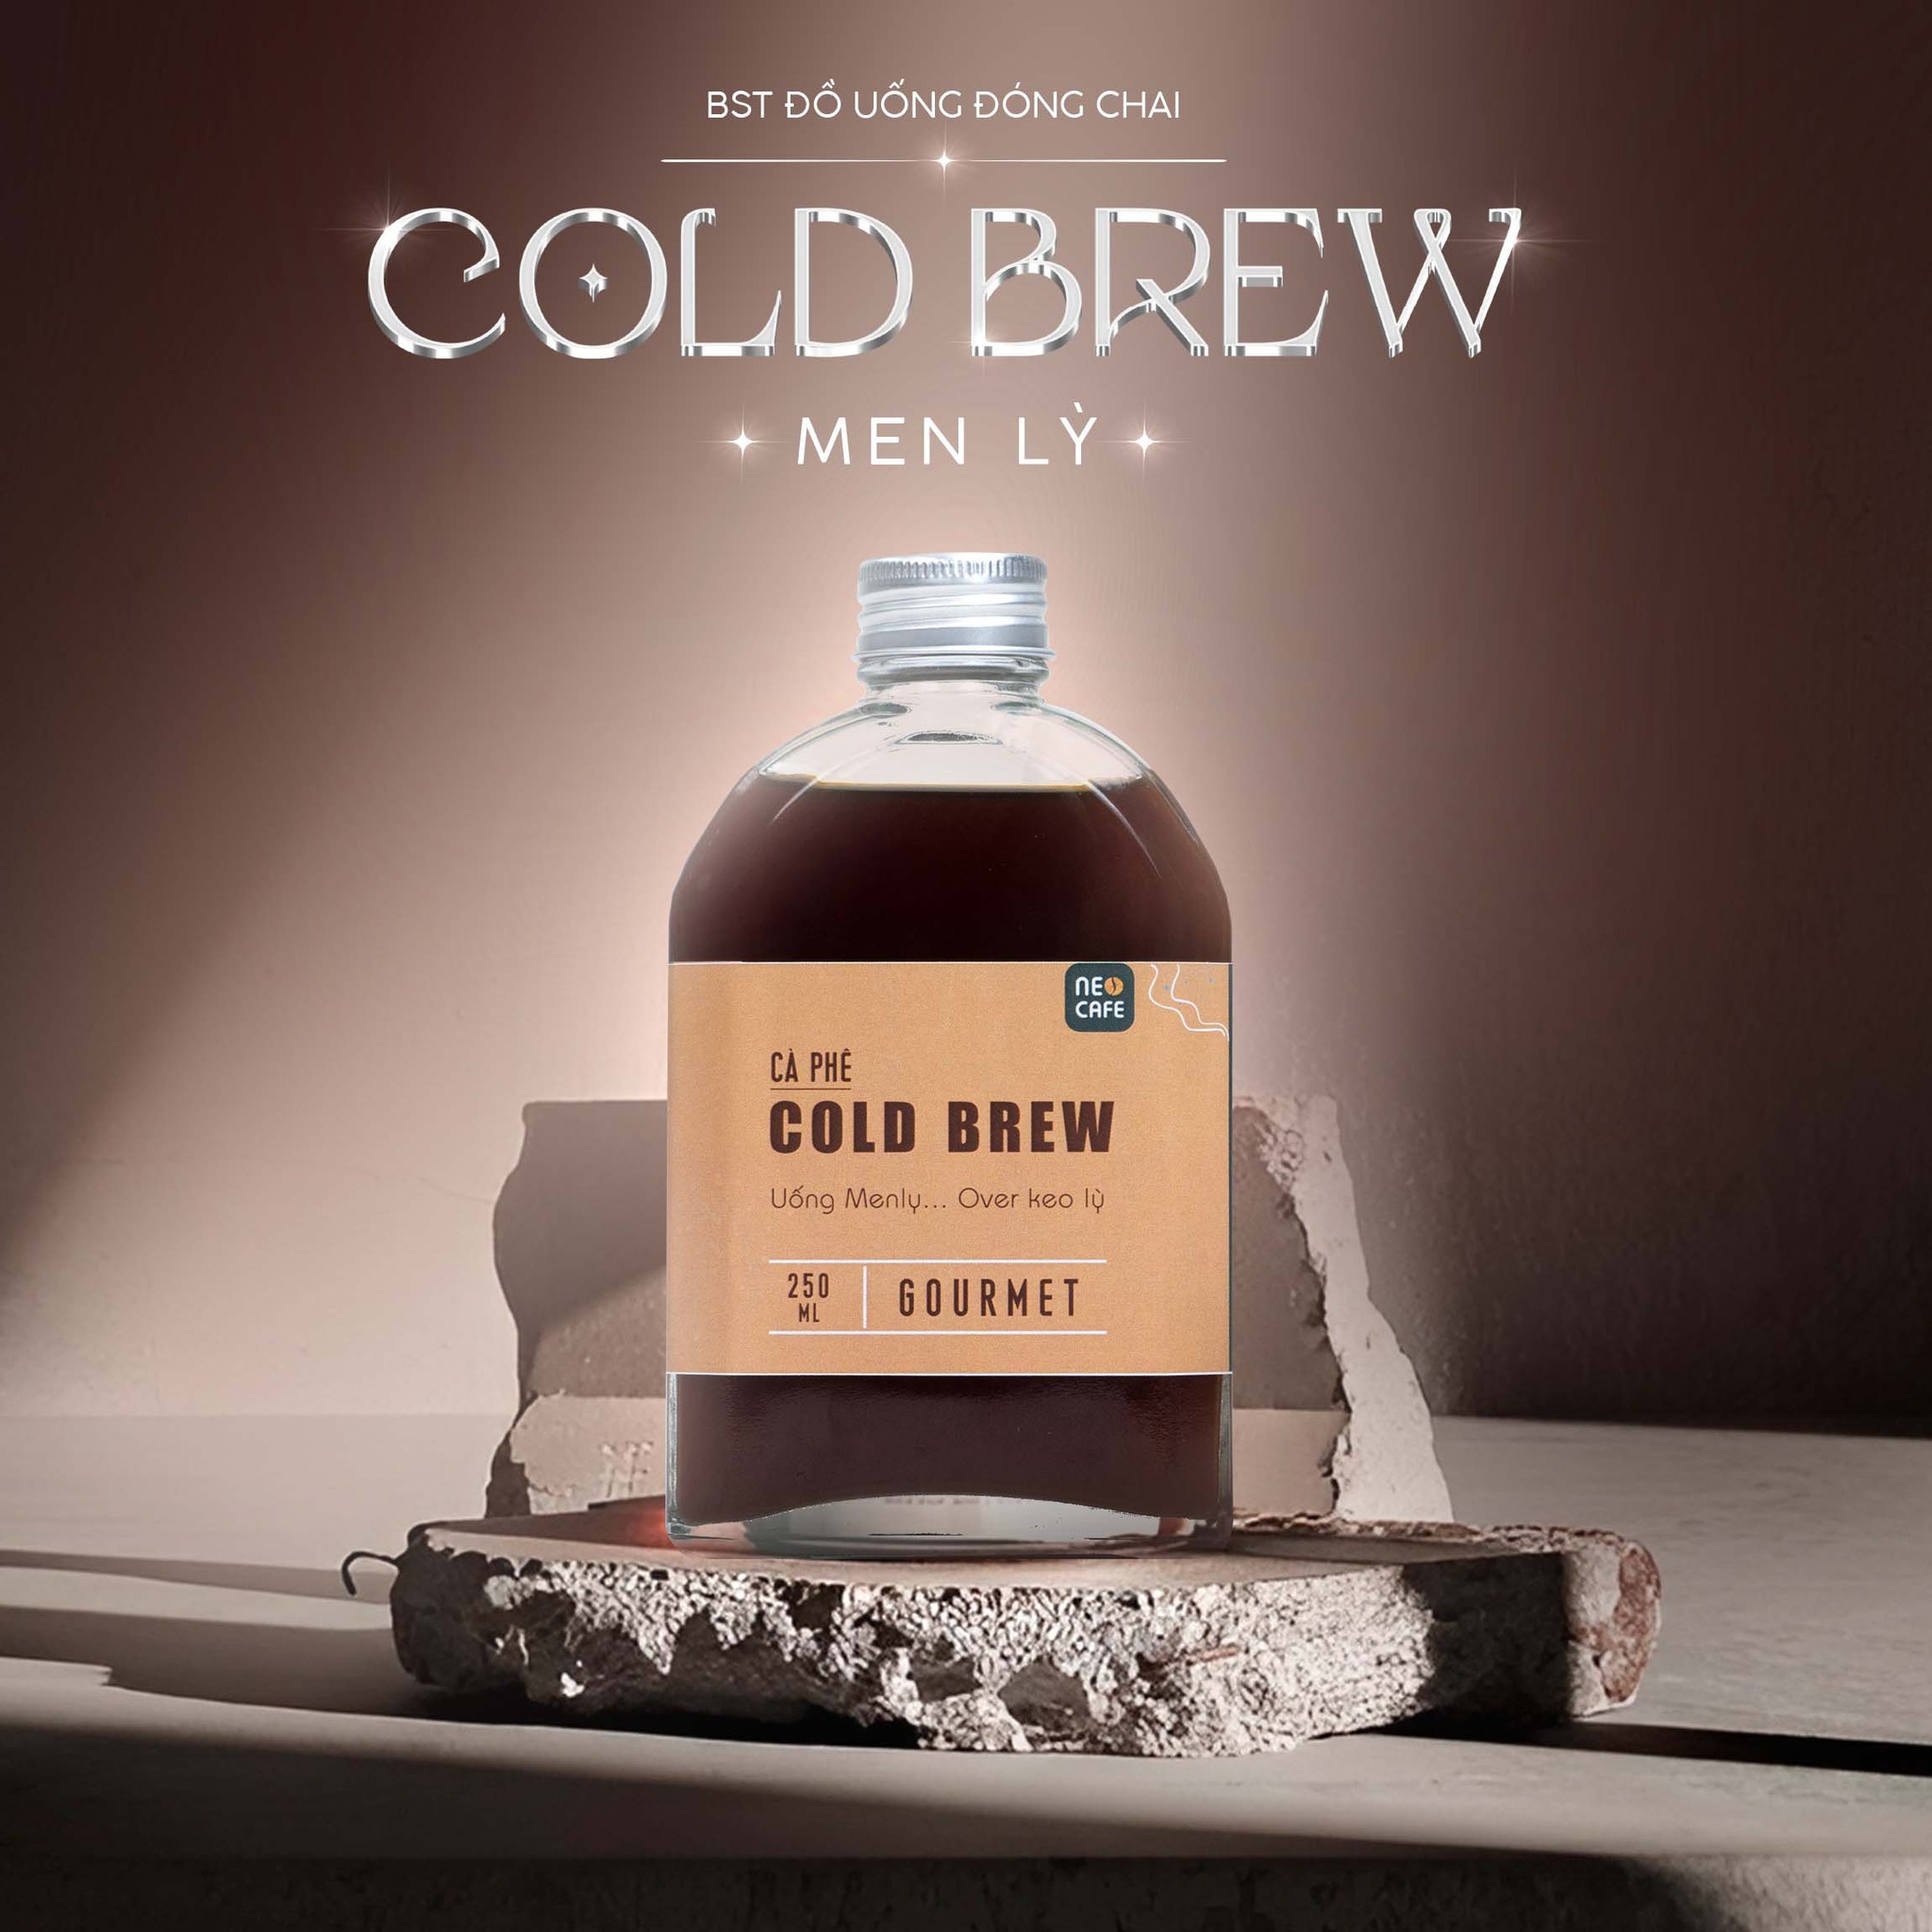 BST ĐỒ UỐNG ĐÓNG CHAI
COLD BREW
MEN LỲ
NEO
CAFE
CÀ PHÊ
COLD BREW
Uống Menly... Over keo lỳ
250
ML
GOURMET